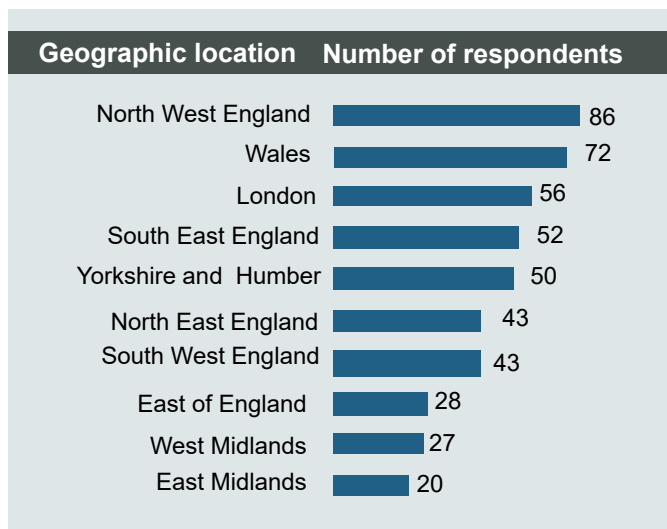 Geographic location Number of respondents
North West England 86
Wales 72
London 56
South East England 52
Yorkshire and Humber 50
North East England 43
South West England 43
East of England 28
West Midlands 27
East Midlands 20